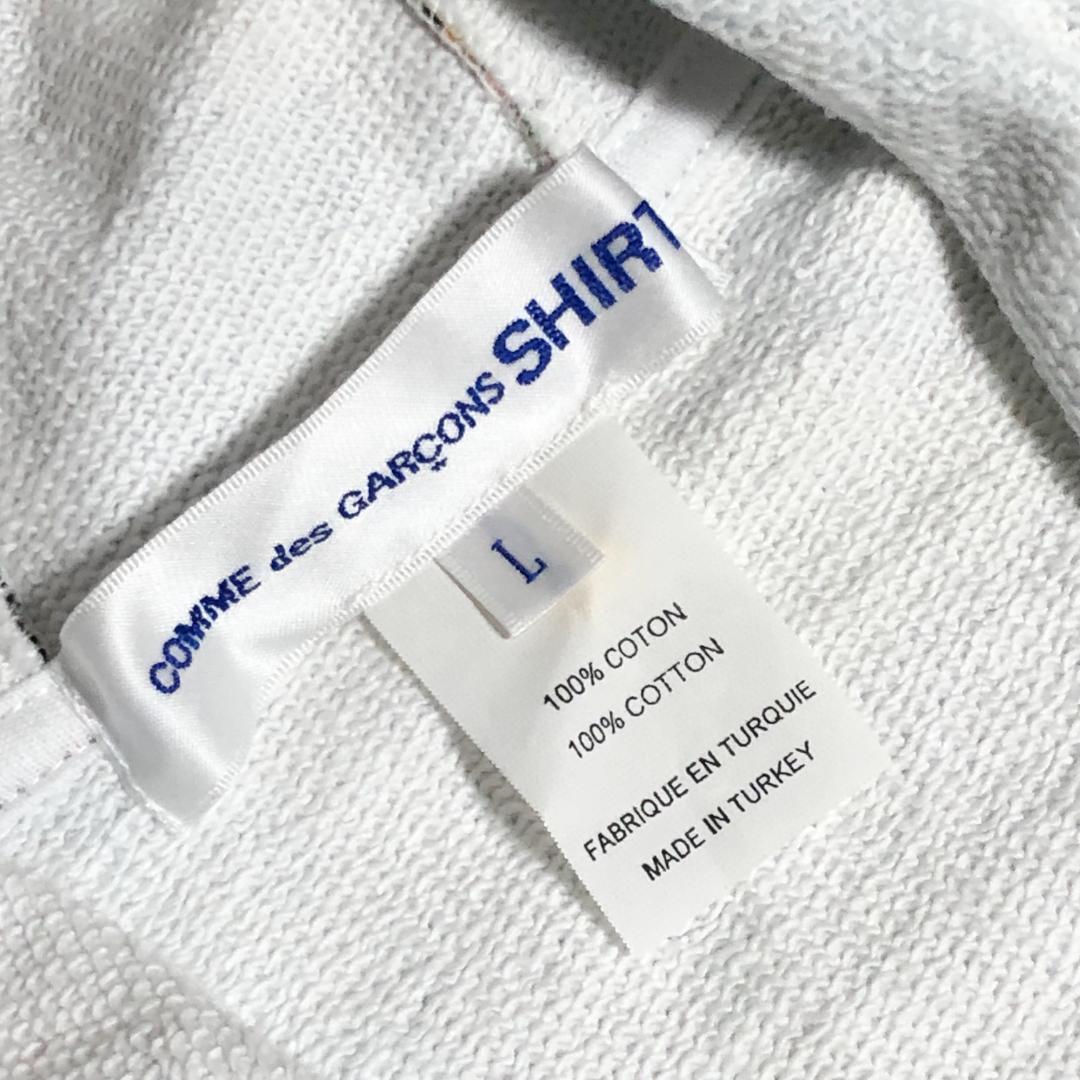 COMME des GARÇONS SHIRT
L
100% COTON
100% COTTON
FABRIQUE EN TURQUIE
MADE IN TURKEY